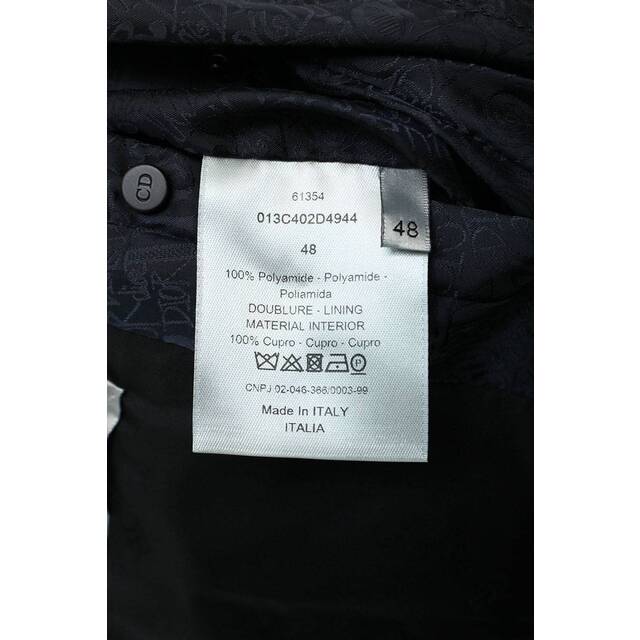 CD
61354
013C402D4944
48
48
100% Polyamide - Polyamide -
Poliamida
DOUBLURE - LINING
MATERIAL INTERIOR
100% Cupro - Cupro - Cupro
P
CNPJ 02-046-366/0003-99
Made In ITALY
ITALIA